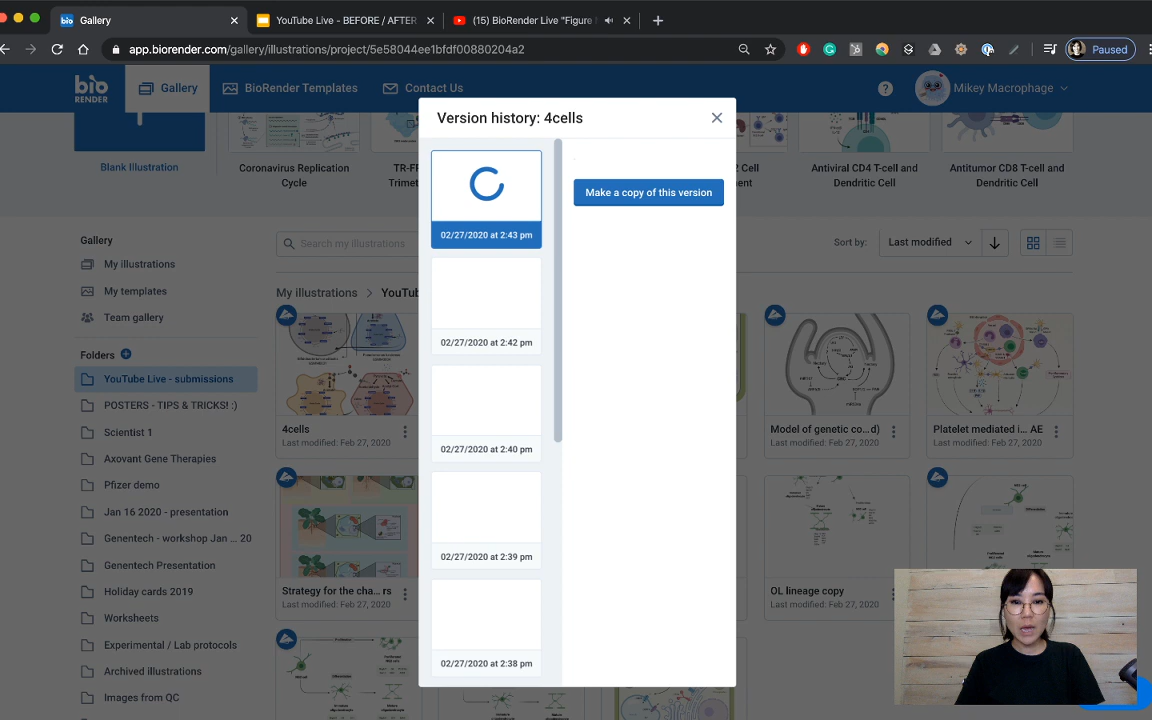 Gallery
YouTube Live - BEFORE / AFTER
(15) BioRender Live "Figure
app.biorender.com/gallery/illustrations/project/5e58044ee1bfdf00880204a2
Paused
bio
RENDER
Gallery
BioRender Templates
Contact Us
Mikey Macrophage
Version history: 4cells
Blank Illustration
Coronavirus Replication
Cycle
TR-FR
Trimet
2 Cell
ment
Antiviral CD4 T-cell and
Dendritic Cell
Antitumor CD8 T-cell and
Dendritic Cell
Make a copy of this version
02/27/2020 at 2:43 pm
02/27/2020 at 2:42 pm
02/27/2020 at 2:40 pm
02/27/2020 at 2:39 pm
02/27/2020 at 2:38 pm
Gallery
My illustrations
My templates
Team gallery
Folders
YouTube Live - submissions
POSTERS - TIPS & TRICKS! :)
Scientist 1
Axovant Gene Therapies
Pfizer demo
Jan 16 2020 - presentation
Genentech - workshop Jan ... 20
Genentech Presentation
Holiday cards 2019
Worksheets
Experimental / Lab protocols
Archived illustrations
Images from QC
Search my illustrations
Sort by:
Last modified
My illustrations > YouTub
4cells
Last modified: Feb 27, 2020
Model of genetic co...d)
Last modified: Feb 27, 2020
Platelet mediated i... AE
Last modified: Feb 27, 2020
Strategy for the cha... rs
Last modified: Feb 27, 2020
OL lineage copy
Last modified: Feb 27, 2020